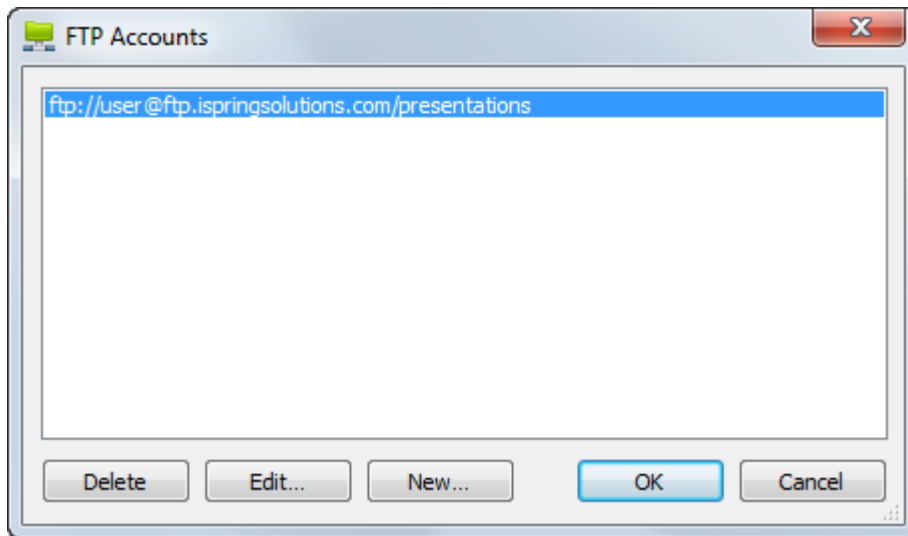 FTP Accounts
ftp://user@ftp.ispringsolutions.com/presentations
Delete Edit... New... OK Cancel